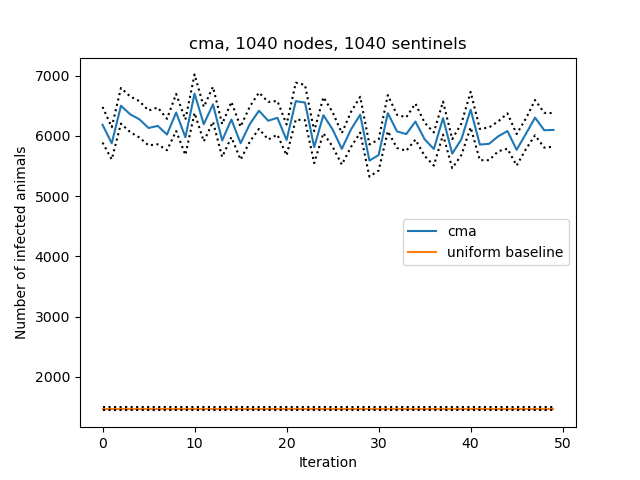 cma, 1040 nodes, 1040 sentinels
Number of infected animals
7000
6000
5000
4000
3000
2000
cma
uniform baseline
0
10
20
30
40
50
Iteration